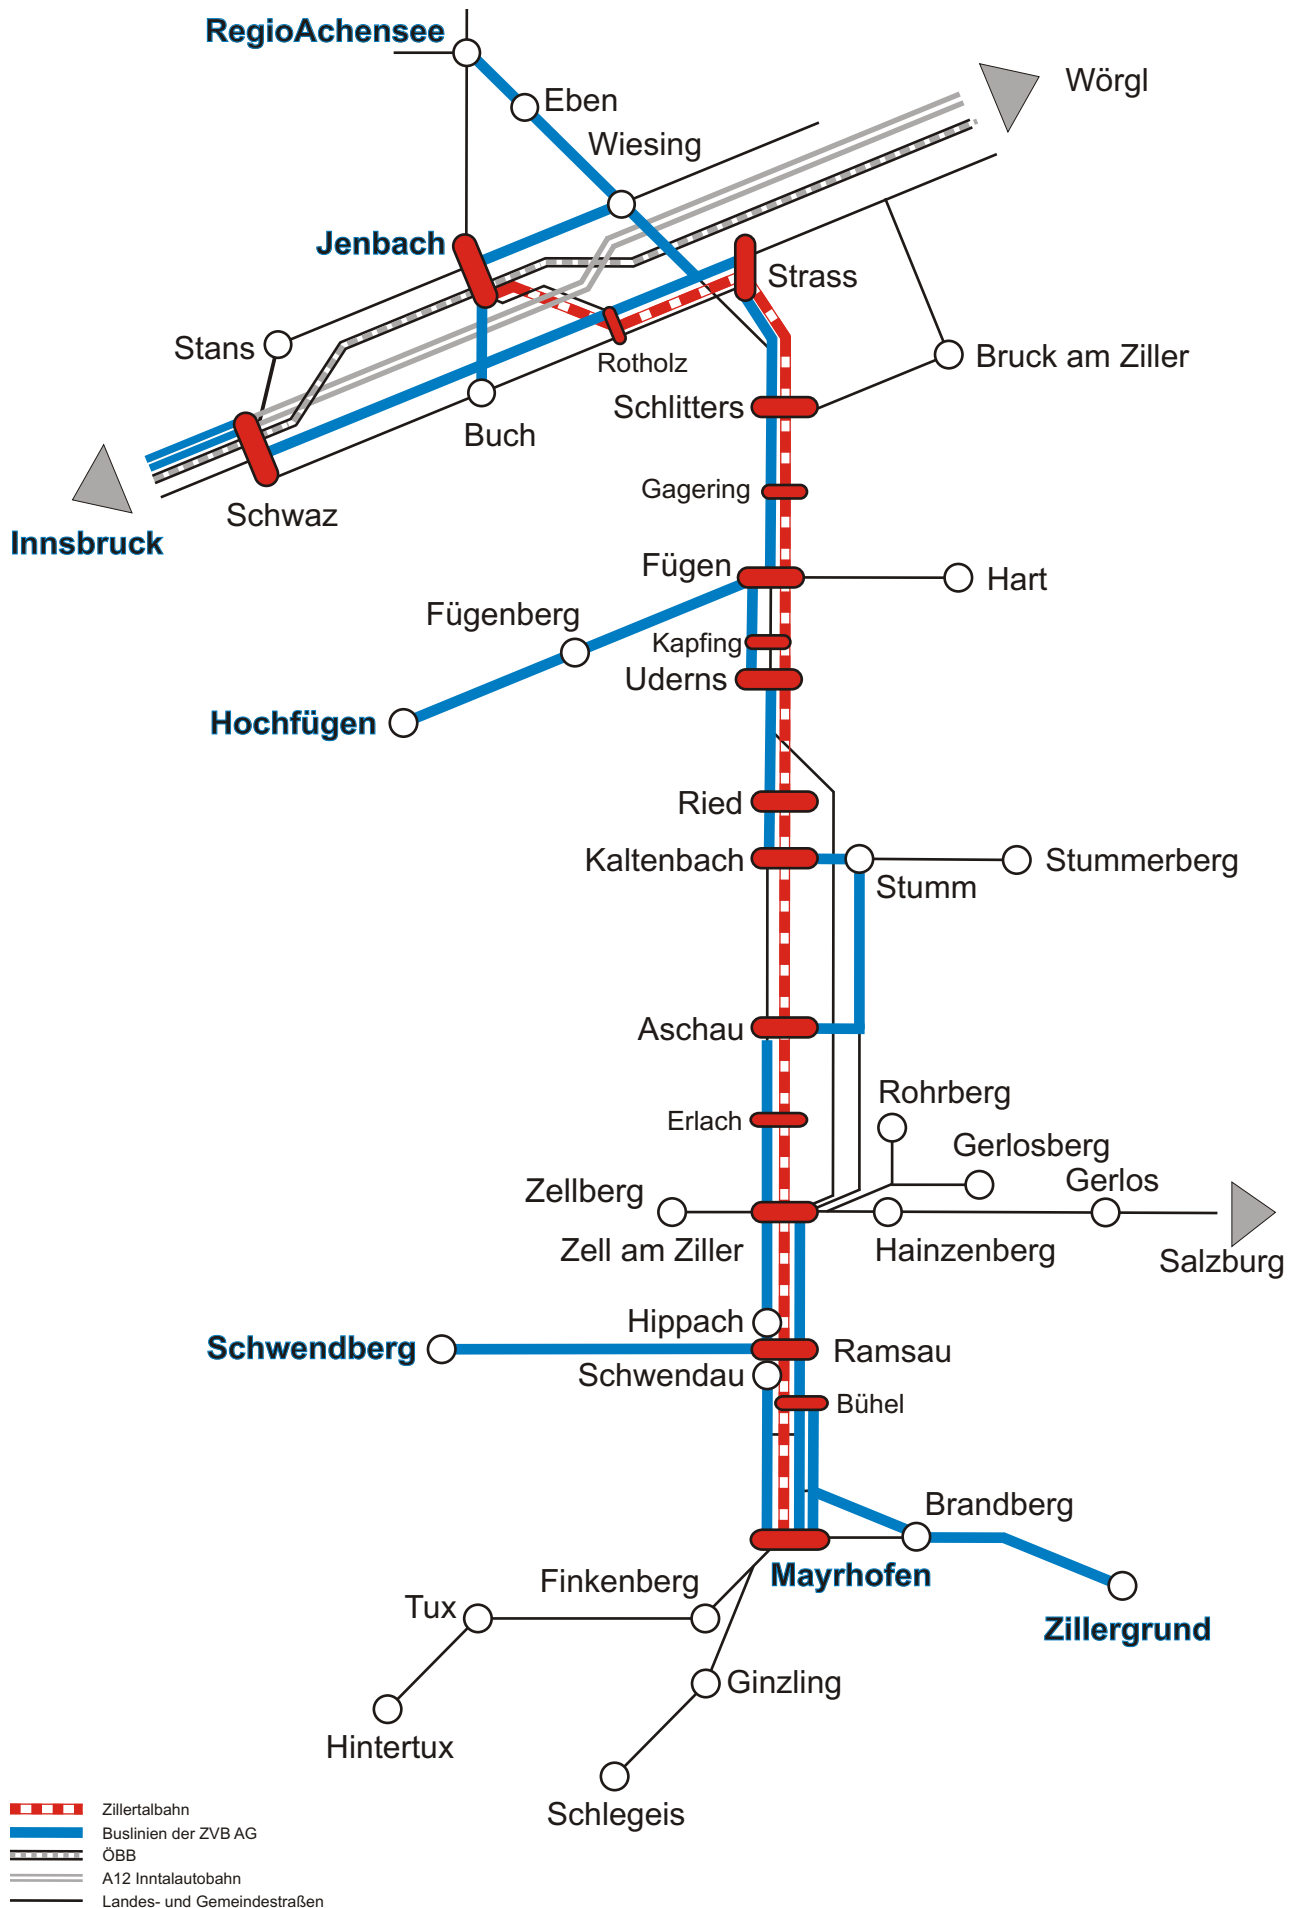 RegioAchensee
Wörgl
Eben
Wiesing
Jenbach
Strass
Stans
Rotholz
Bruck am Ziller
Schlitters
Buch
Gagering
Schwaz
Innsbruck
Fügen
Hart
Fügenberg
Kapfing
Uderns
Hochfügen
Ried
Kaltenbach
Stummerberg
Stumm
Aschau
Rohrberg
Erlach
Gerlosberg
Gerlos
Zellberg
Zell am Ziller
Hainzenberg
Salzburg
Hippach
Schwendberg
Ramsau
Schwendau
Bühel
Brandberg
Mayrhofen
Finkenberg
Tux
Zillergrund
Ginzling
Hintertux
Schlegeis
Zillertalbahn
Buslinien der ZVB AG
ÖBB
A12 Inntalautobahn
Landes- und Gemeindestraßen